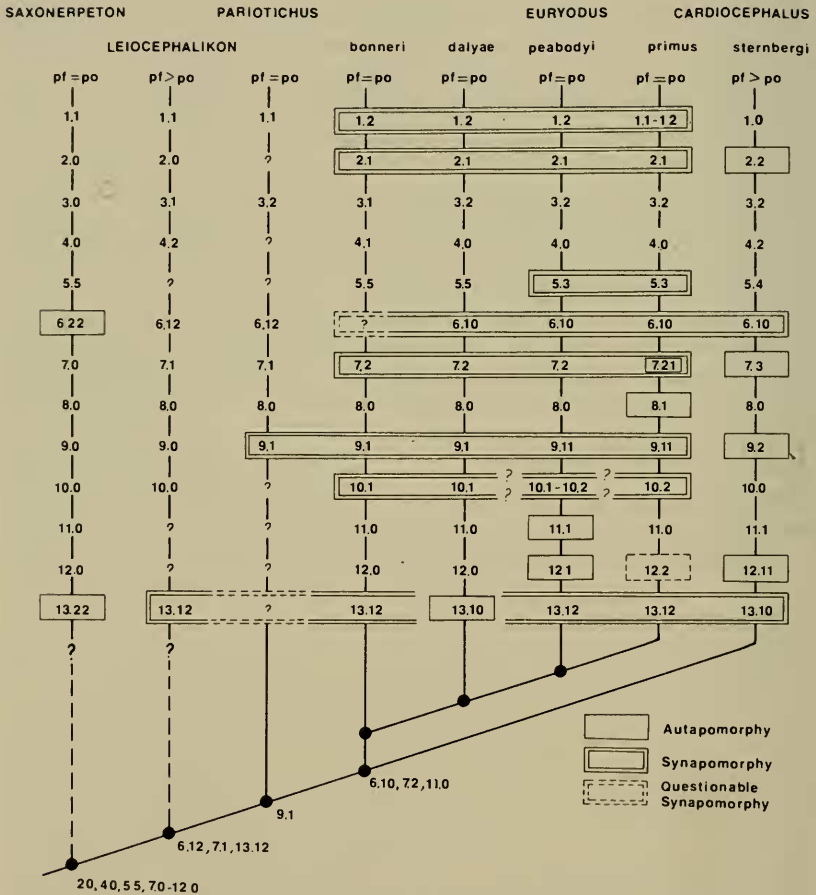 SAXONERPETON PARIOTICHUS EURYODUS CARDIOCEPHALUS
LEIOCEPHALIKON bonneri dalyae peabodyi primus sternbergi
pf = po pf > po pf = po pf = po pf = po pf = po pf = po pf > po
1.1 1.1 1.1 1.2 1.2 1.2 1.1-1.2 1.0
2.0 2.0 ? 2.1 2.1 2.1 2.1 2.2
3.0 3.1 3.2 3.1 3.2 3.2 3.2 3.2
4.0 4.2 ? 4.1 4.0 4.0 4.0 4.2
5.5 ? ? 5.5 5.5 5.3 5.3 5.4
6.22 6.12 6.12 ? 6.10 6.10 6.10 6.10
7.0 7.1 7.1 7.2 7.2 7.2 7.21 7.3
8.0 8.0 8.0 8.0 8.0 8.0 8.1 8.0
9.0 9.0 9.1 9.1 9.1 9.11 9.11 9.2
10.0 10.0 ? 10.1 10.1 ? ? 10.1-10.2 ? ? 10.2 10.0
11.0 ? ? 11.0 11.0 11.1 11.0 11.1
12.0 ? ? 12.0 12.0 12.1 12.2 12.11
13.22 13.12 ? 13.12 13.10 13.12 13.12 13.10
? ?
Autapomorphy
Synapomorphy
Questionable
Synapomorphy
6.10, 7.2, 11.0
9.1
6.12, 7.1, 13.12
2.0, 4.0, 5.5, 7.0-12.0